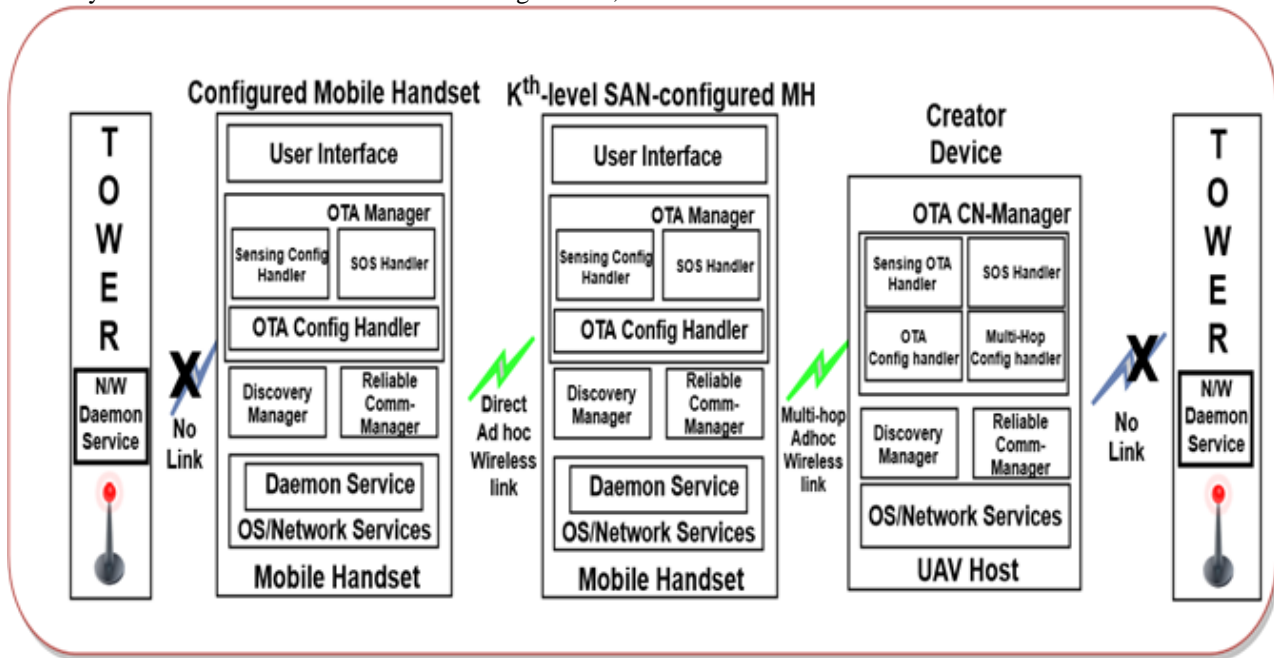 T
O
W
E
R
N/W
Daemon
Service
No
Link
Configured Mobile Handset
User Interface
OTA Manager
Sensing Config
Handler
SOS Handler
OTA Config Handler
Discovery
Manager
Reliable
Comm-
Manager
Daemon Service
OS/Network Services
Mobile Handset
Direct
Ad hoc
Wireless
link
Kth-level SAN-configured MH
User Interface
OTA Manager
Sensing Config
Handler
SOS Handler
OTA Config Handler
Discovery
Manager
Reliable
Comm-
Manager
Daemon Service
OS/Network Services
Mobile Handset
Multi-hop
Adhoc
Wireless
link
Creator
Device
OTA CN-Manager
Sensing OTA
Handler
SOS Handler
OTA
Config handler
Multi-Hop
Config handler
Discovery
Manager
Reliable
Comm-
Manager
OS/Network Services
UAV Host
No
Link
T
O
W
E
R
N/W
Daemon
Service